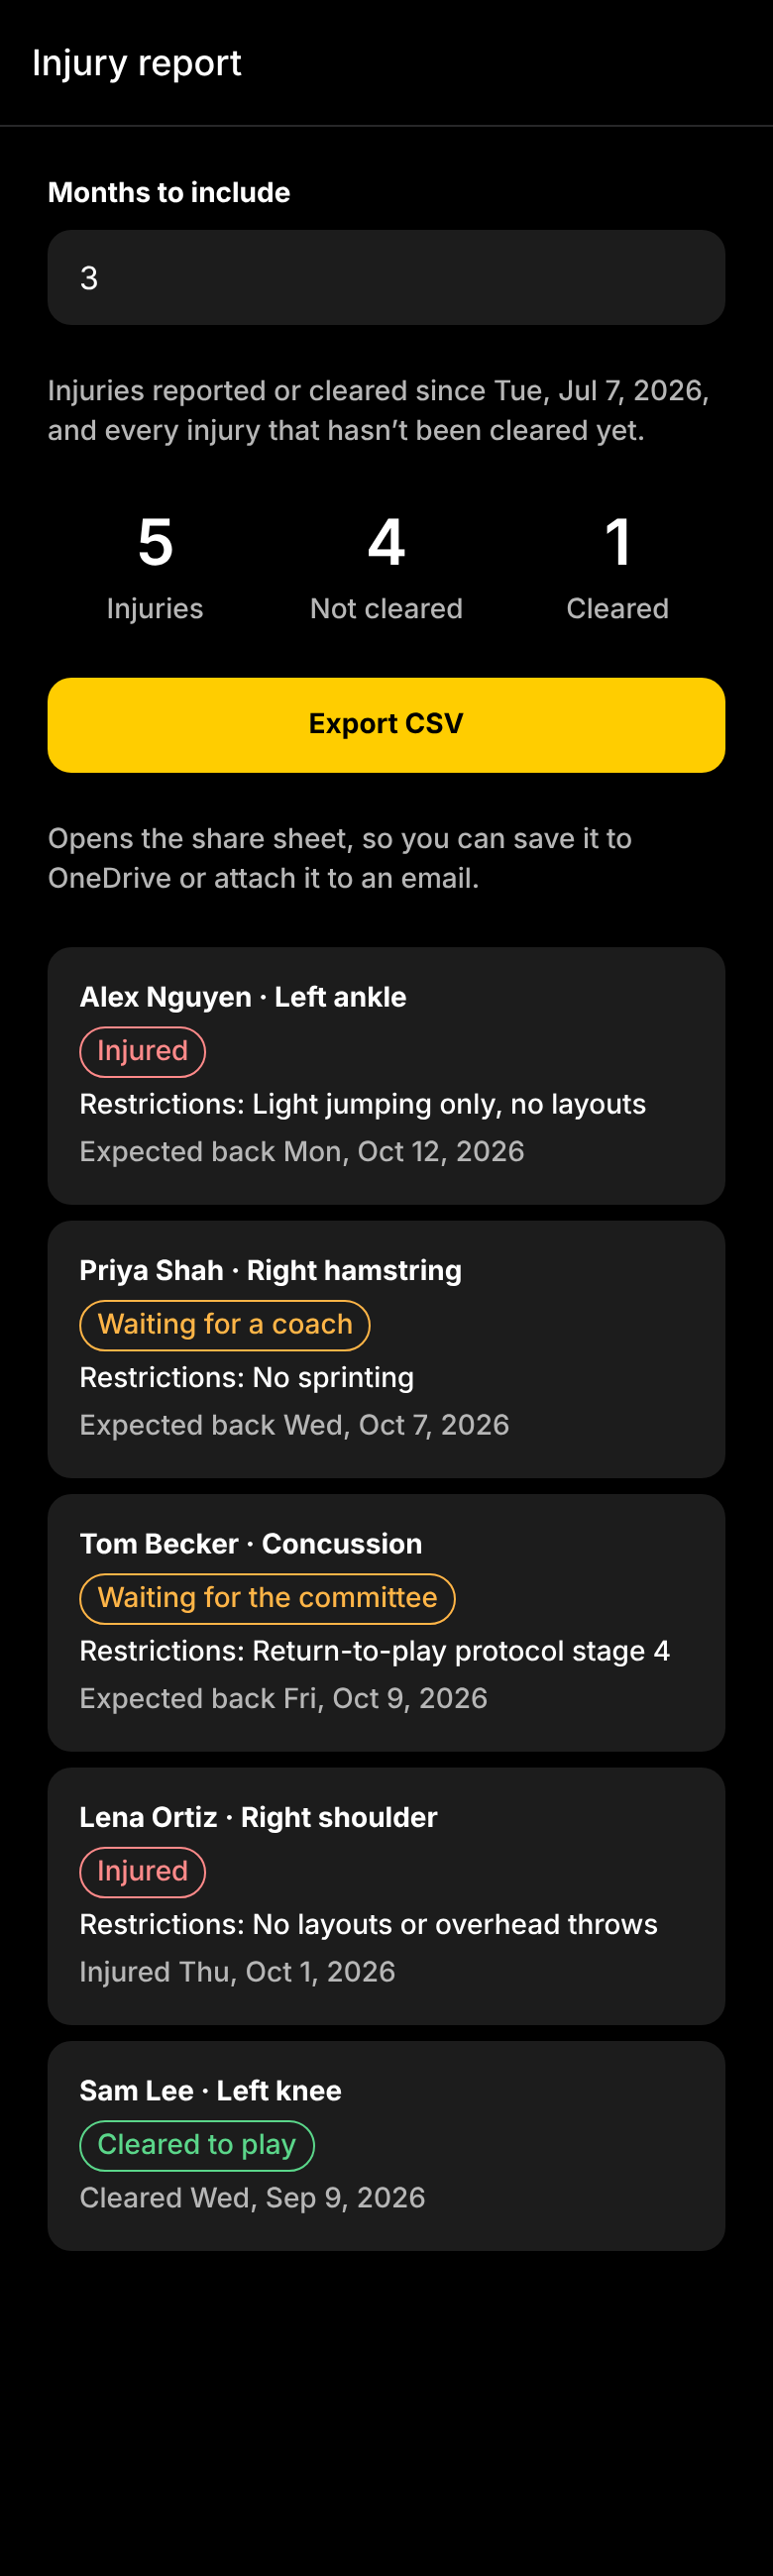 Injury report
Months to include
3
Injuries reported or cleared since Tue, Jul 7, 2026,
and every injury that hasn’t been cleared yet.
5 4 1
Injuries Not cleared Cleared
Export CSV
Opens the share sheet, so you can save it to
OneDrive or attach it to an email.
Alex Nguyen · Left ankle
Injured
Restrictions: Light jumping only, no layouts
Expected back Mon, Oct 12, 2026
Priya Shah · Right hamstring
Waiting for a coach
Restrictions: No sprinting
Expected back Wed, Oct 7, 2026
Tom Becker · Concussion
Waiting for the committee
Restrictions: Return-to-play protocol stage 4
Expected back Fri, Oct 9, 2026
Lena Ortiz · Right shoulder
Injured
Restrictions: No layouts or overhead throws
Injured Thu, Oct 1, 2026
Sam Lee · Left knee
Cleared to play
Cleared Wed, Sep 9, 2026